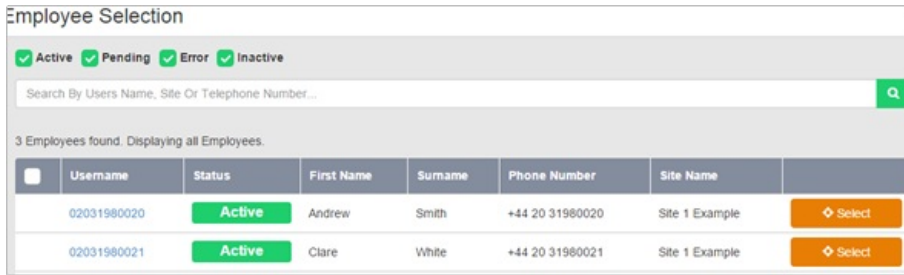 Employee Selection
Active Pending Error Inactive
Search By Users Name, Site Or Telephone Number...
3 Employees found. Displaying all Employees.
Username Status First Name Surname Phone Number Site Name
02031980020 Active Andrew Smith +44 20 31980020 Site 1 Example Select
02031980021 Active Clare White +44 20 31980021 Site 1 Example Select